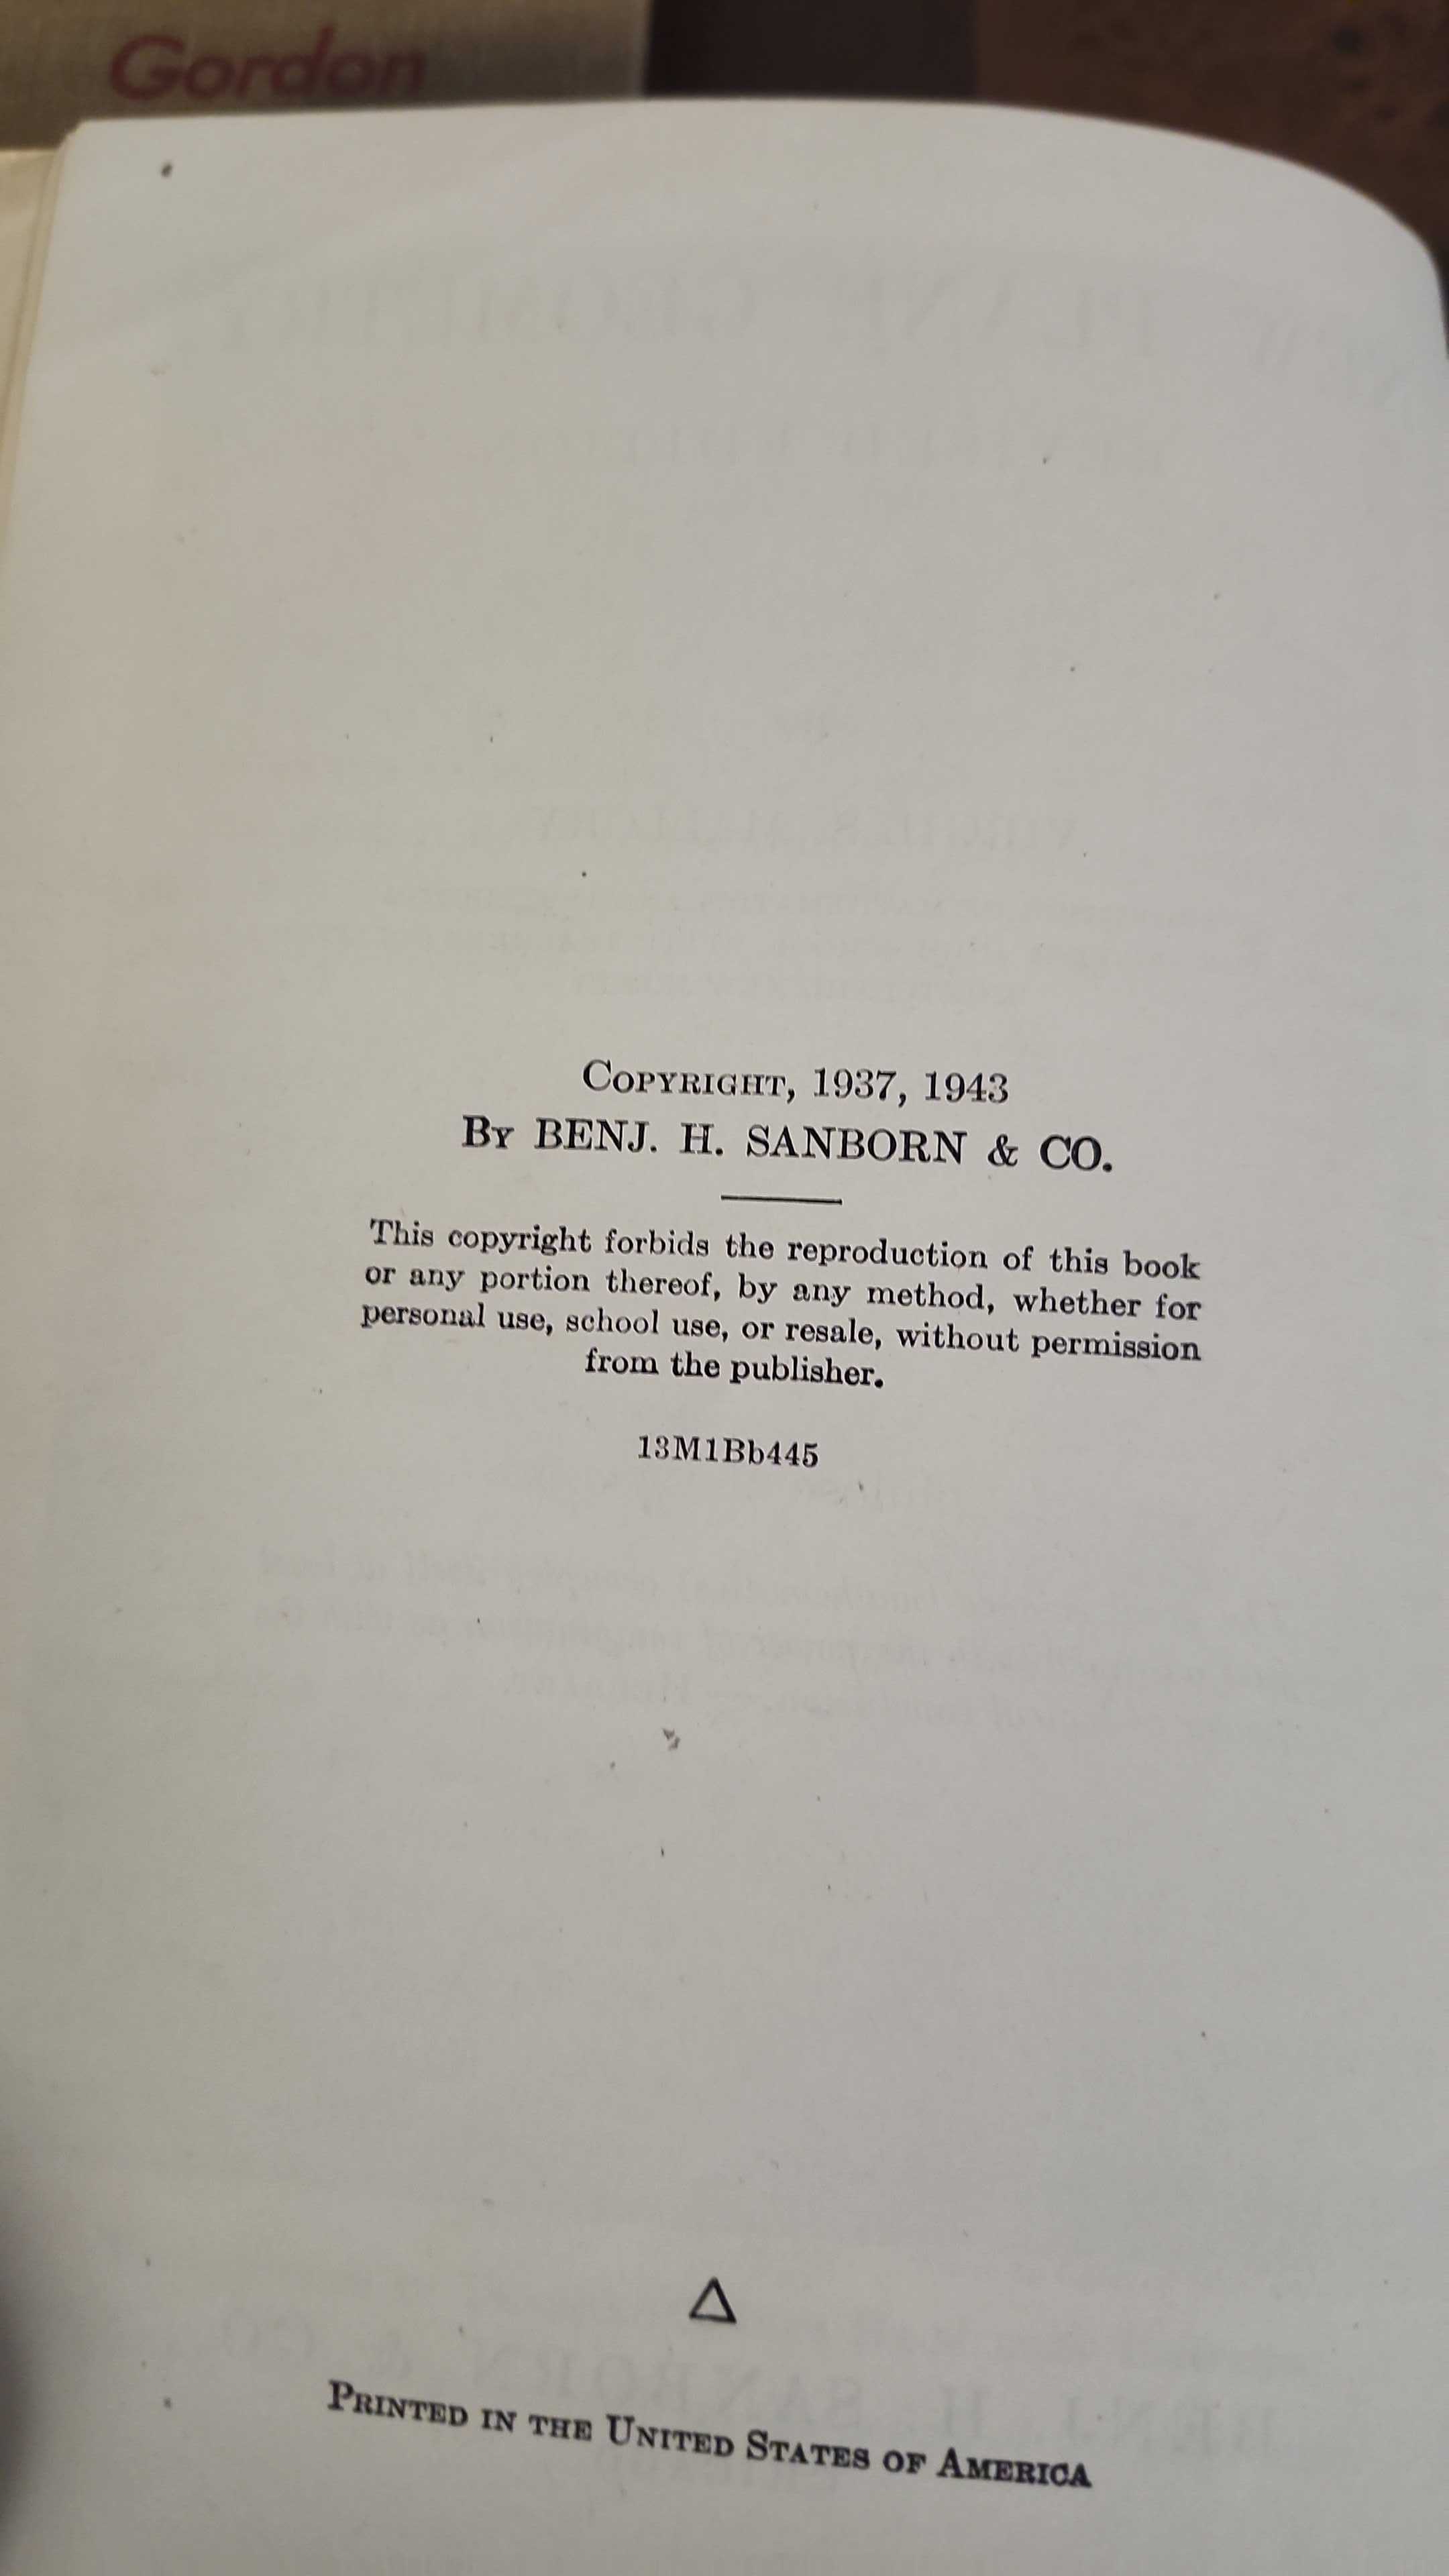 Gordon
COPYRIGHT, 1937, 1943
BY BENJ. H. SANBORN & CO.
This copyright forbids the reproduction of this book
or any portion thereof, by any method, whether for
personal use, school use, or resale, without permission
from the publisher.
13M1Bb445
PRINTED IN THE UNITED STATES OF AMERICA